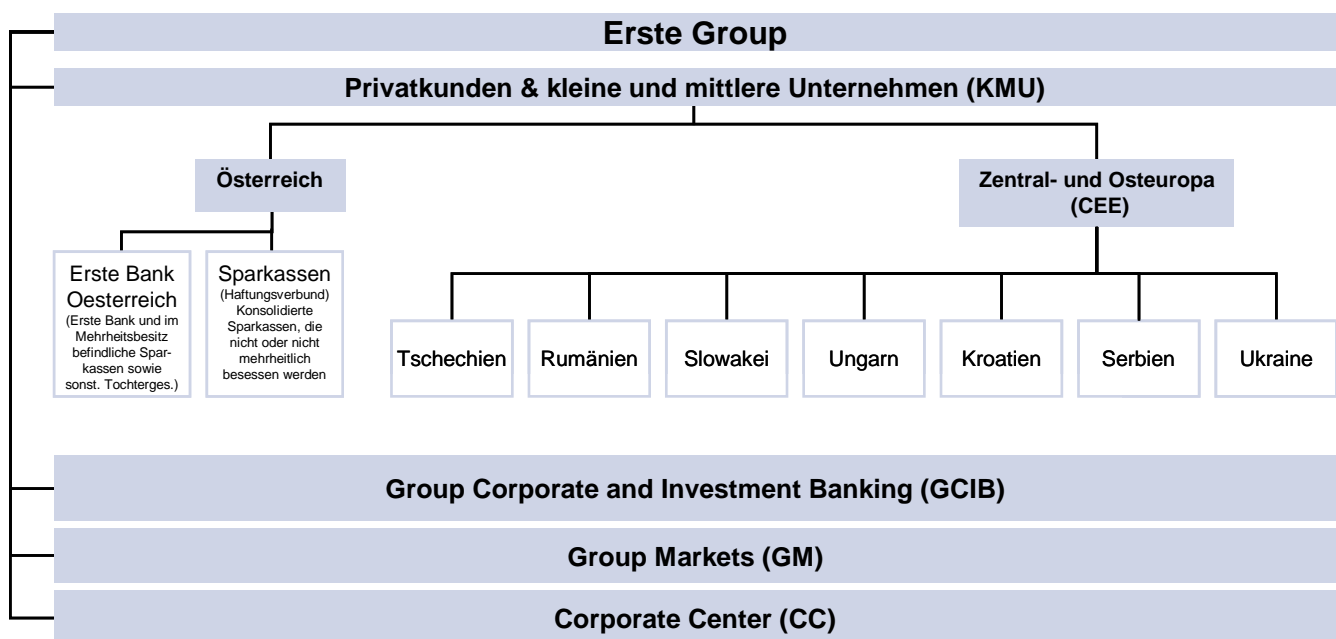 Erste Group
Privatkunden & kleine und mittlere Unternehmen (KMU)
Österreich
Zentral- und Osteuropa
(CEE)
Erste Bank
Oesterreich
(Erste Bank und im
Mehrheitsbesitz
befindliche Spar-
kassen sowie
sonst. Tochterges.)
Sparkassen
(Haftungsverbund)
Konsolidierte
Sparkassen, die
nicht oder nicht
mehrheitlich
besessen werden
Tschechien
Rumänien
Slowakei
Ungarn
Kroatien
Serbien
Ukraine
Group Corporate and Investment Banking (GCIB)
Group Markets (GM)
Corporate Center (CC)